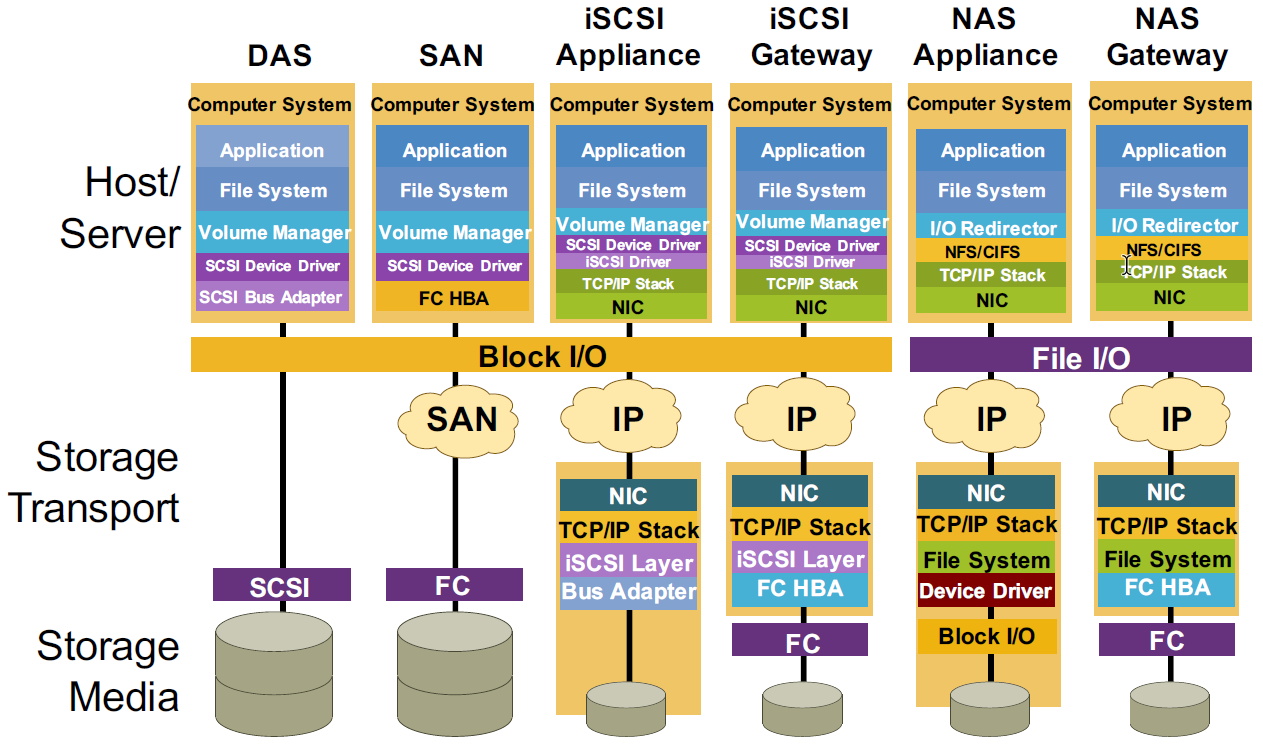 DAS
SAN
iSCSI
Appliance
iSCSI
Gateway
NAS
Appliance
NAS
Gateway
Host/
Server
Computer System
Application
File System
Volume Manager
SCSI Device Driver
SCSI Bus Adapter
Computer System
Application
File System
Volume Manager
SCSI Device Driver
FC HBA
Computer System
Application
File System
Volume Manager
SCSI Device Driver
iSCSI Driver
TCP/IP Stack
NIC
Computer System
Application
File System
Volume Manager
SCSI Device Driver
iSCSI Driver
TCP/IP Stack
NIC
Computer System
Application
File System
I/O Redirector
NFS/CIFS
TCP/IP Stack
NIC
Computer System
Application
File System
I/O Redirector
NFS/CIFS
TCP/IP Stack
NIC
Block I/O
File I/O
Storage
Transport
SAN
IP
IP
IP
IP
SCSI
FC
NIC
TCP/IP Stack
iSCSI Layer
Bus Adapter
NIC
TCP/IP Stack
iSCSI Layer
FC HBA
FC
NIC
TCP/IP Stack
File System
Device Driver
Block I/O
NIC
TCP/IP Stack
File System
FC HBA
FC
Storage
Media